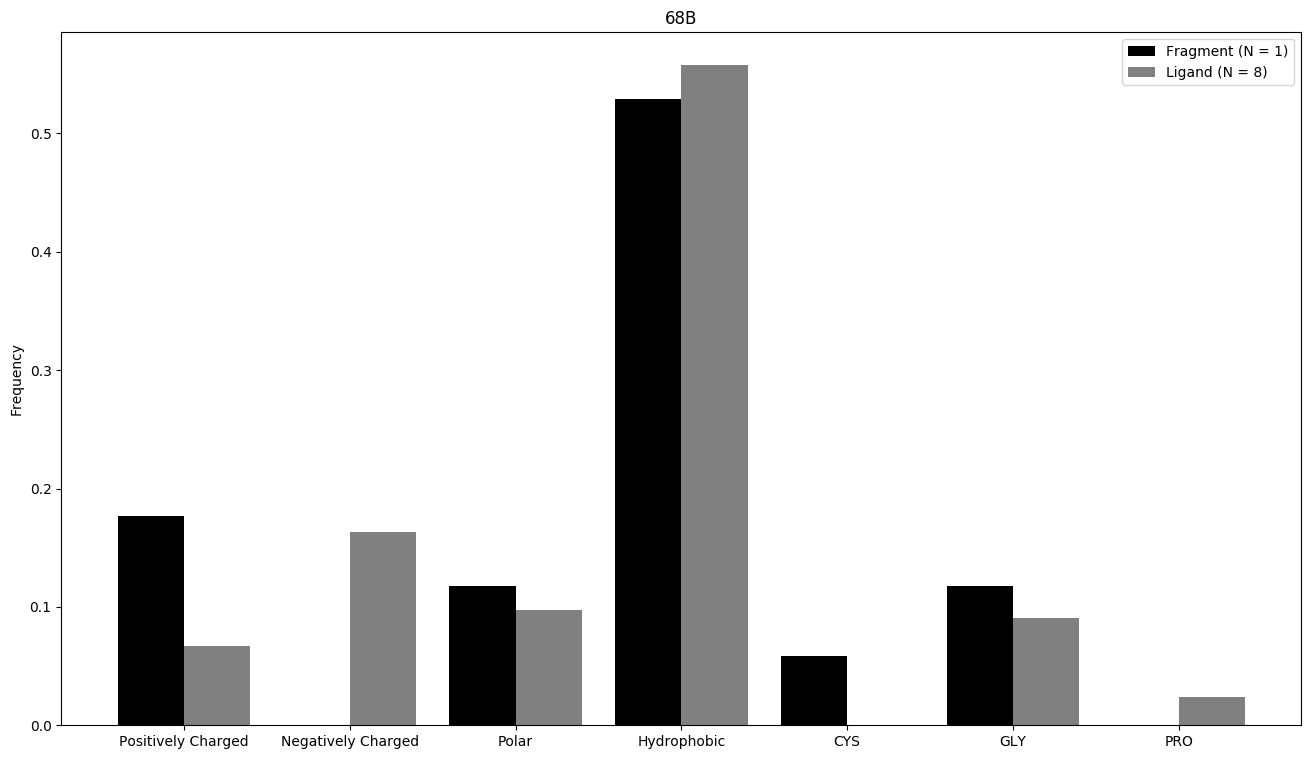 68B
Fragment (N = 1)
Ligand (N = 8)
Frequency
0.5
0.4
0.3
0.2
0.1
0.0
Positively Charged Negatively Charged Polar Hydrophobic CYS GLY PRO